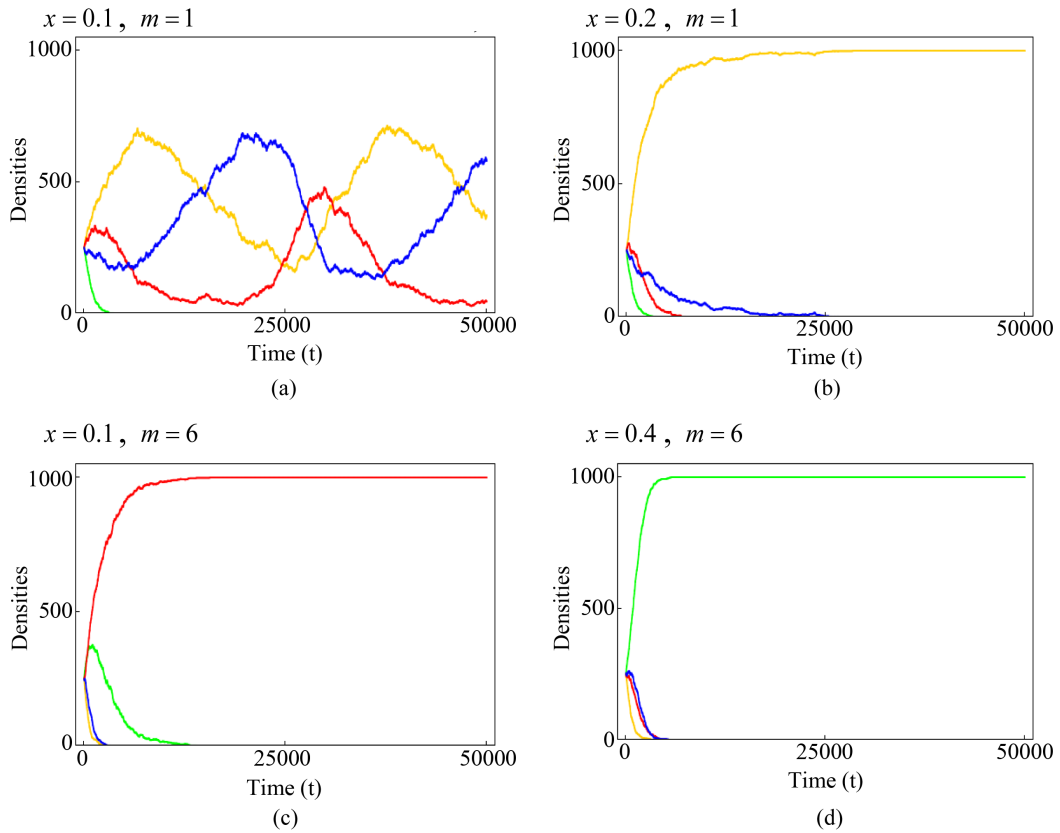 x = 0.1 , m = 1
1000
500
0
Densities
0 25000 50000
Time (t)
(a)
x = 0.2 , m = 1
1000
500
0
Densities
0 25000 50000
Time (t)
(b)
x = 0.1 , m = 6
1000
500
0
Densities
0 25000 50000
Time (t)
(c)
x = 0.4 , m = 6
1000
500
0
Densities
0 25000 50000
Time (t)
(d)